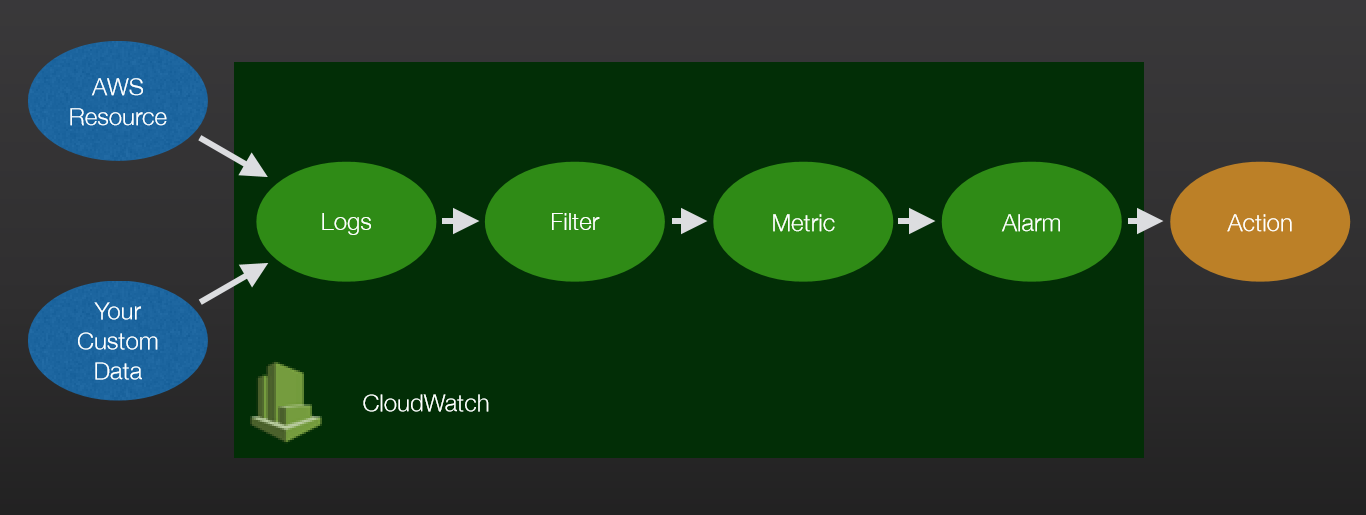 AWS
Resource
Logs
Filter
Metric
Alarm
Action
Your
Custom
Data
CloudWatch